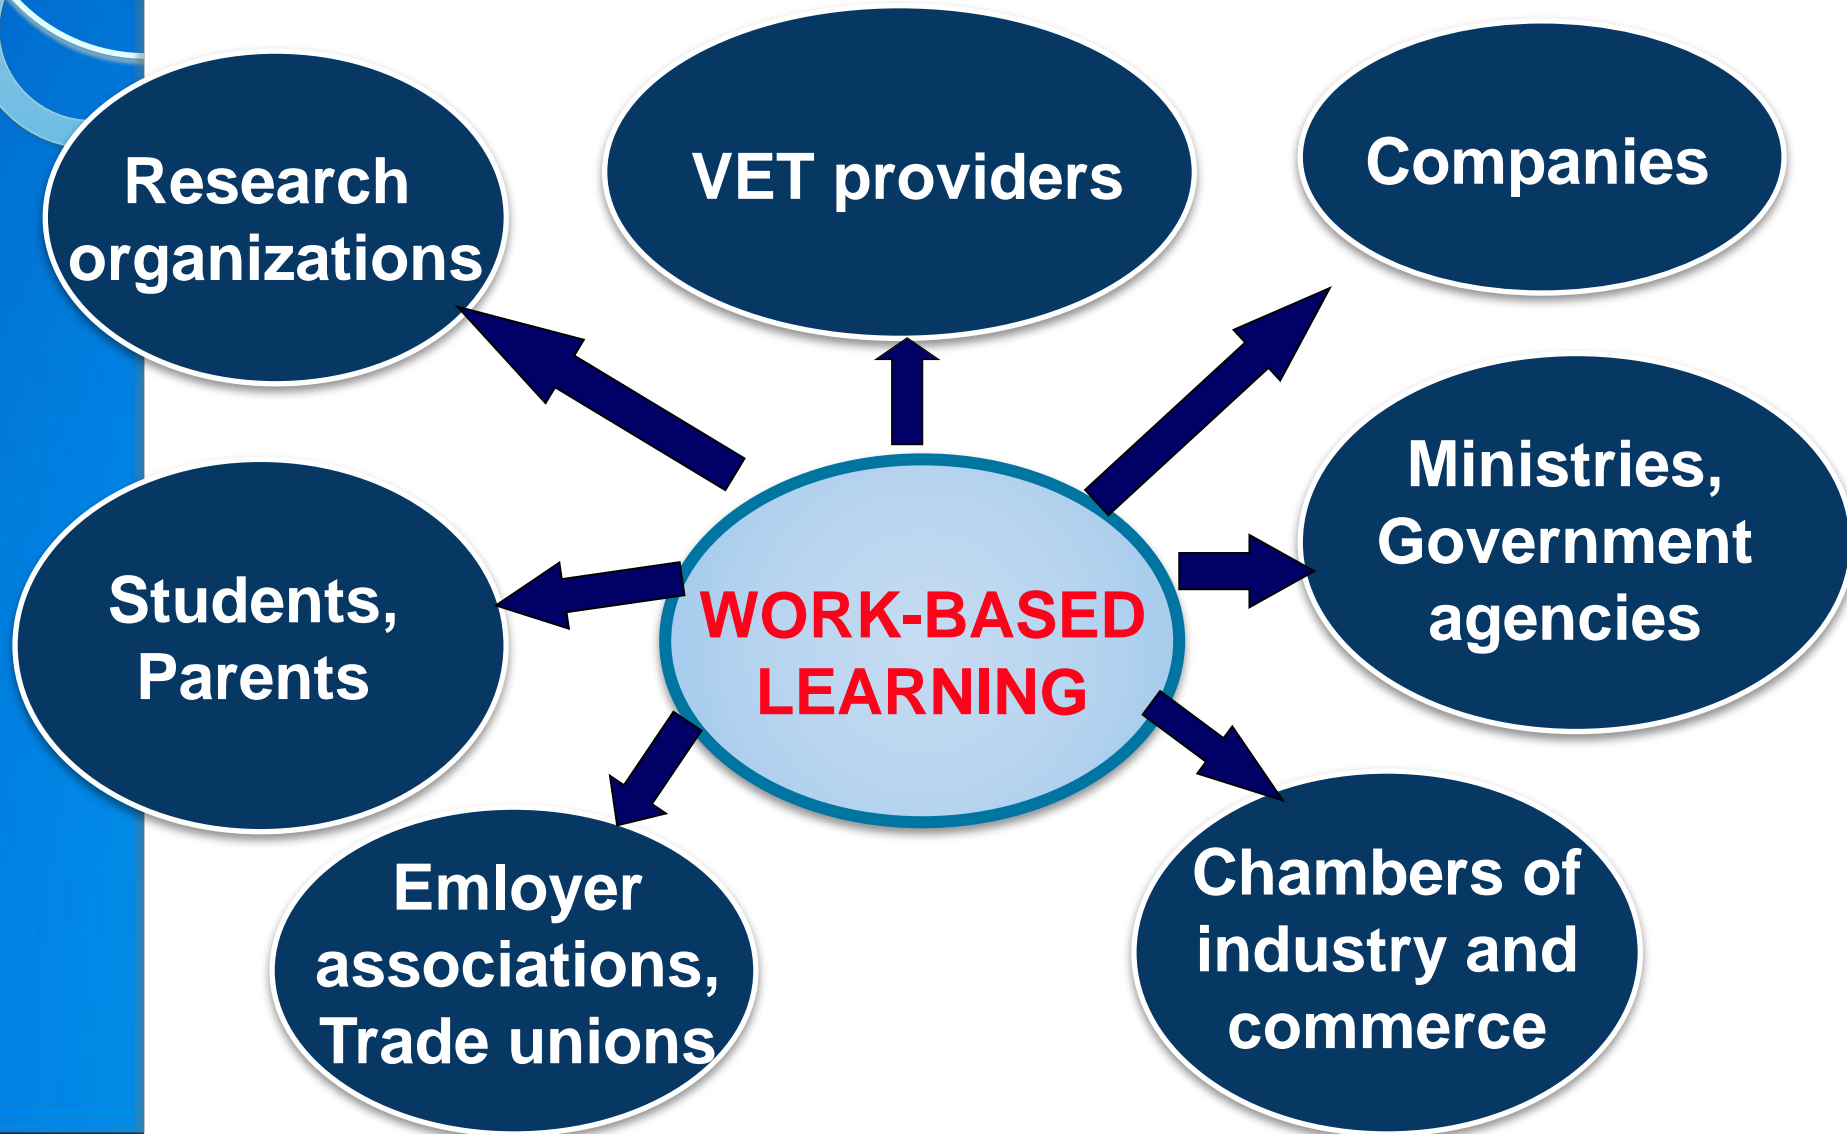 Research
organizations
VET providers
Companies
Ministries,
Government
agencies
Students,
Parents
WORK-BASED
LEARNING
Emloyer
associations,
Trade unions
Chambers of
industry and
commerce